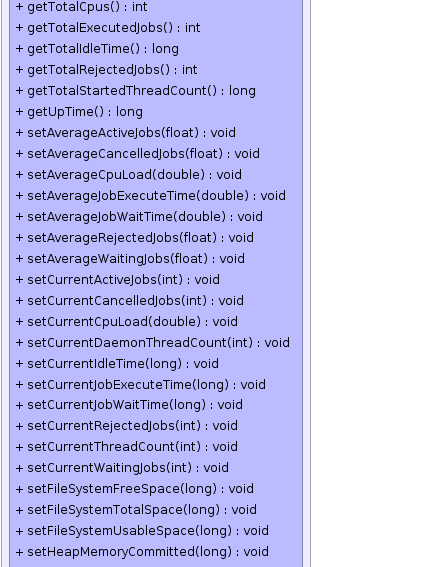 + getTotalCpus() : int
+ getTotalExecutedJobs() : int
+ getTotalIdleTime() : long
+ getTotalRejectedJobs() : int
+ getTotalStartedThreadCount() : long
+ getUpTime() : long
+ setAverageActiveJobs(float) : void
+ setAverageCancelledJobs(float) : void
+ setAverageCpuLoad(double) : void
+ setAverageJobExecuteTime(double) : void
+ setAverageJobWaitTime(double) : void
+ setAverageRejectedJobs(float) : void
+ setAverageWaitingJobs(float) : void
+ setCurrentActiveJobs(int) : void
+ setCurrentCancelledJobs(int) : void
+ setCurrentCpuLoad(double) : void
+ setCurrentDaemonThreadCount(int) : void
+ setCurrentIdleTime(long) : void
+ setCurrentJobExecuteTime(long) : void
+ setCurrentJobWaitTime(long) : void
+ setCurrentRejectedJobs(int) : void
+ setCurrentThreadCount(int) : void
+ setCurrentWaitingJobs(int) : void
+ setFileSystemFreeSpace(long) : void
+ setFileSystemTotalSpace(long) : void
+ setFileSystemUsableSpace(long) : void
+ setHeapMemoryCommitted(long) : void